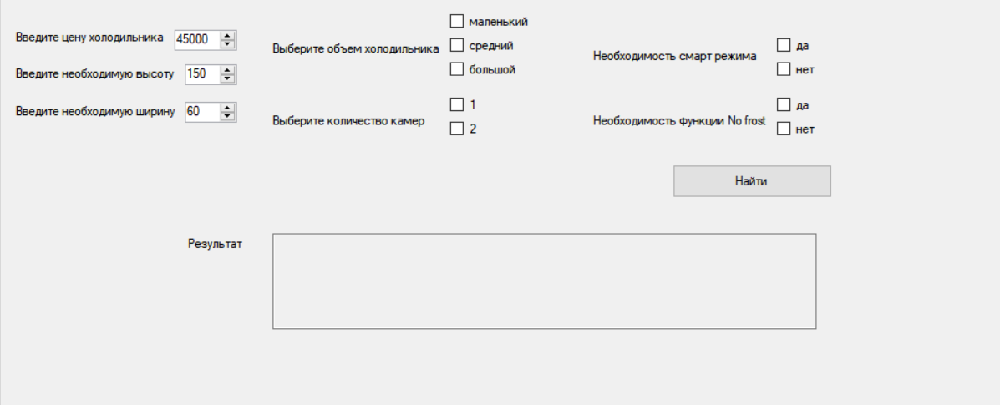 Введите цену холодильника 45000
Введите необходимую высоту 150
Введите необходимую ширину 60
Выберите объем холодильника
маленький
средний
большой
Выберите количество камер
1
2
Необходимость смарт режима
да
нет
Необходимость функции No frost
да
нет
Найти
Результат